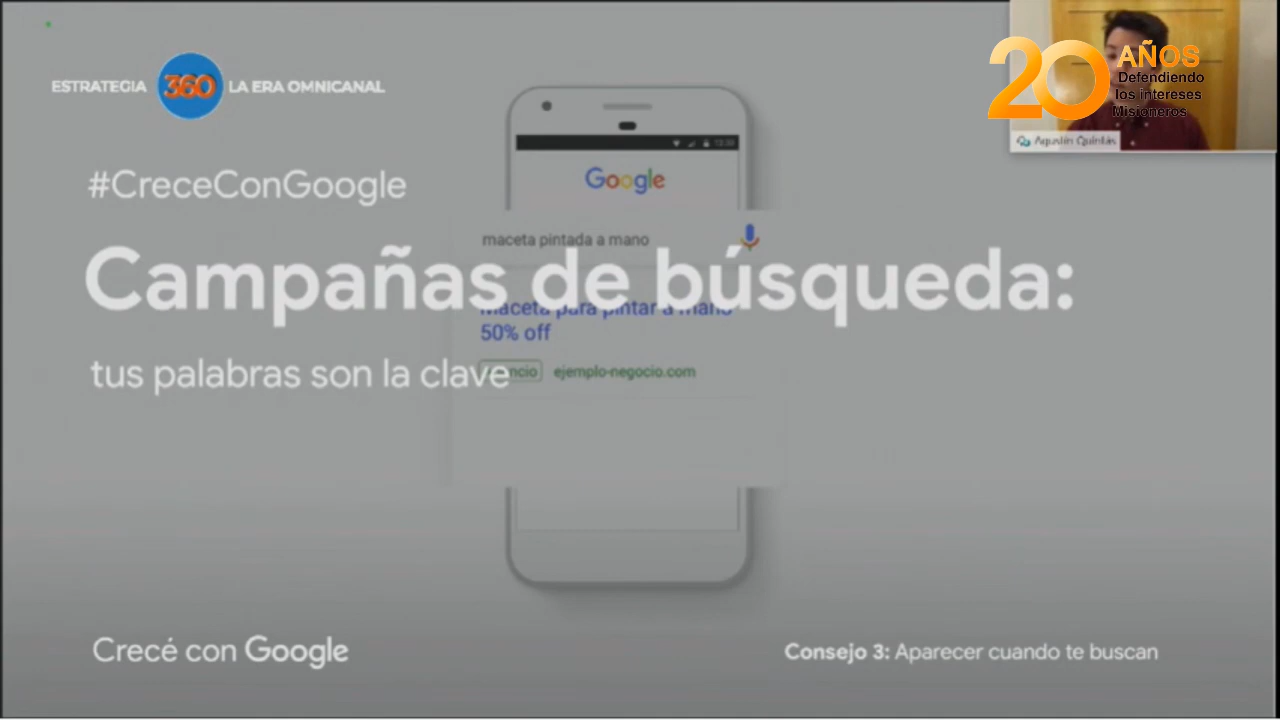 ESTRATEGIA 360 LA ERA OMNICANAL
20 AÑOS
Defendiendo
los intereses
Misioneros
Agustín Quintás
#CreceConGoogle
Google
maceta pintada a mano
Campañas de búsqueda:
Maceta para pintar a mano
50% off
tus palabras son la clave
ejemplo-negocio.com
Crecé con Google
Consejo 3: Aparecer cuando te buscan